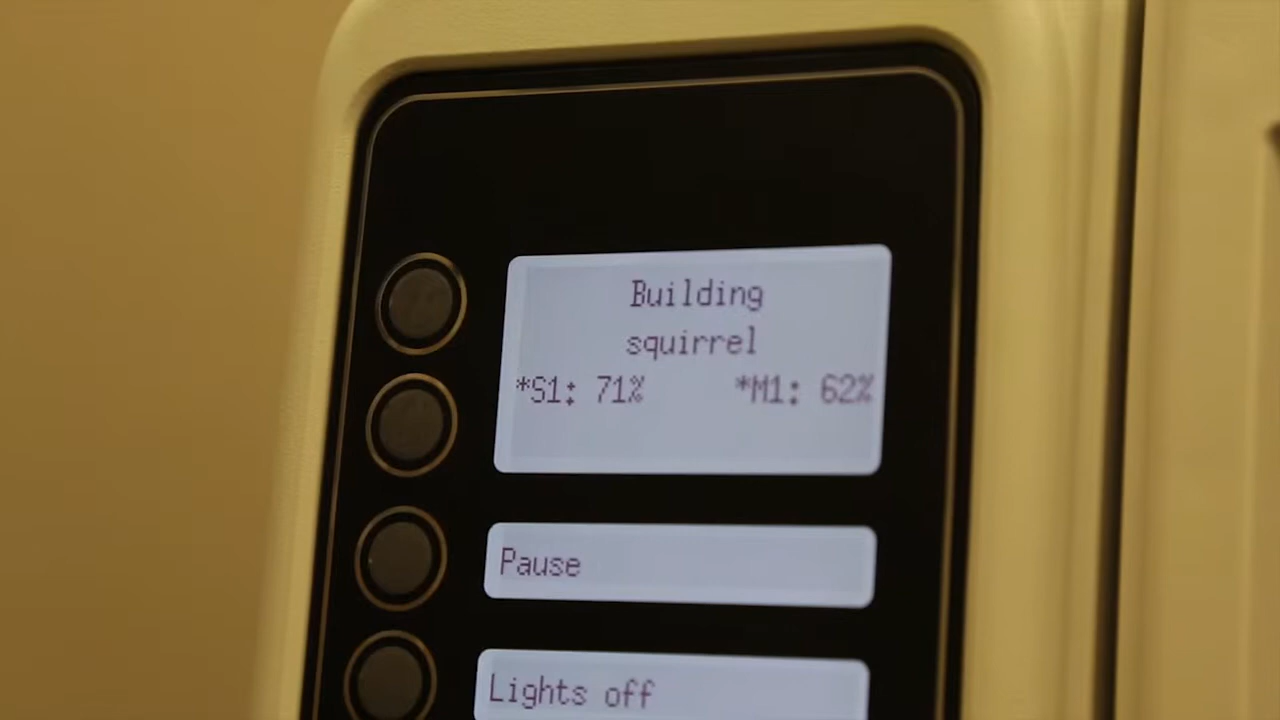 Building
squirrel
*S1: 71% *M1: 62%
Pause
Lights off